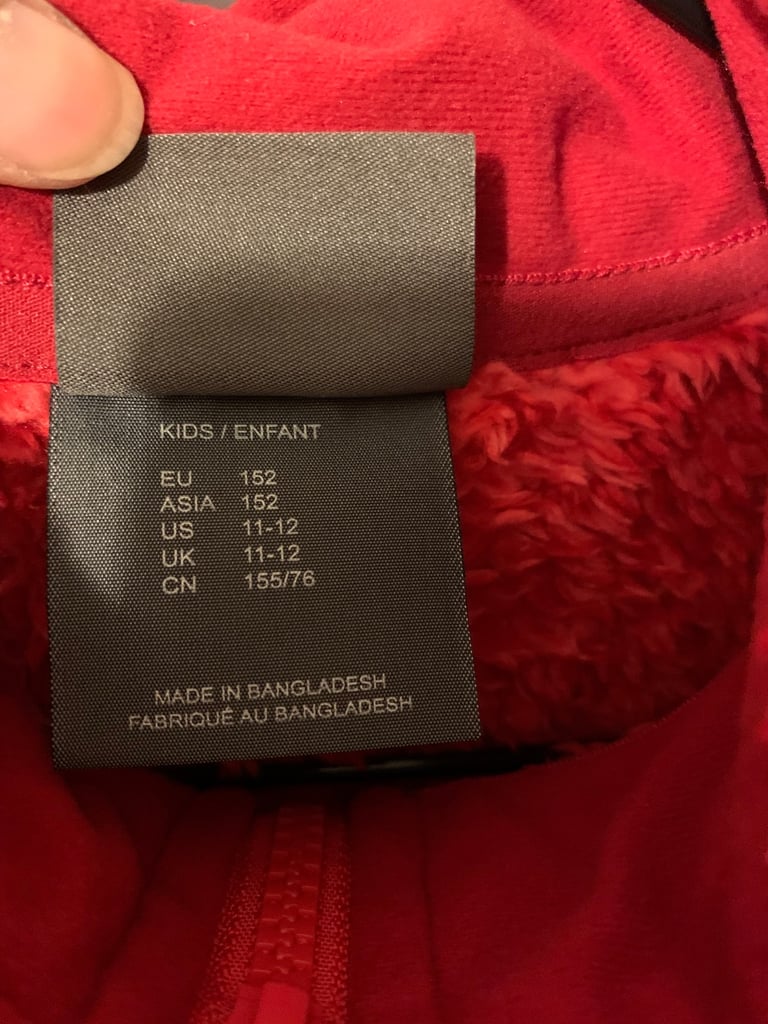 KIDS / ENFANT
EU 152
ASIA 152
US 11-12
UK 11-12
CN 155/76
MADE IN BANGLADESH
FABRIQUÉ AU BANGLADESH